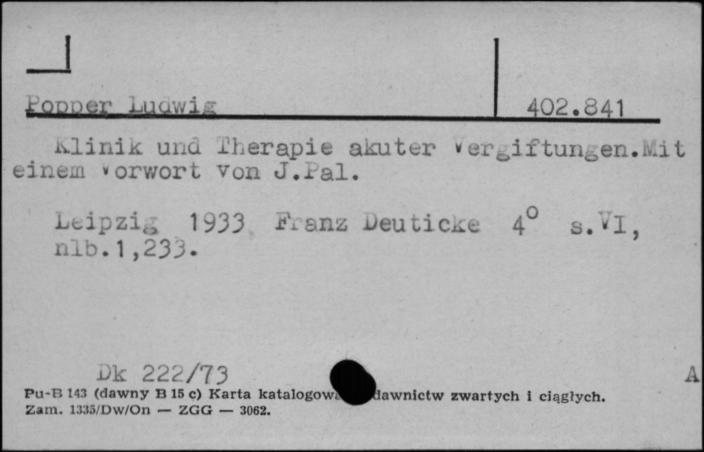 Popper Ludwig 402.841
Klinik und Therapie akuter Vergiftungen.Mit
einem Vorwort von J.Pal.
Leipzig 1933 Franz Deuticke 4° s.VI,
nlb.1,233.
Dk 222/73 A
Pu-B 143 (dawny B 15 c) Karta zwartych i ciągłych.
Zam. 1335/Dw/On — ZGG — 3062.